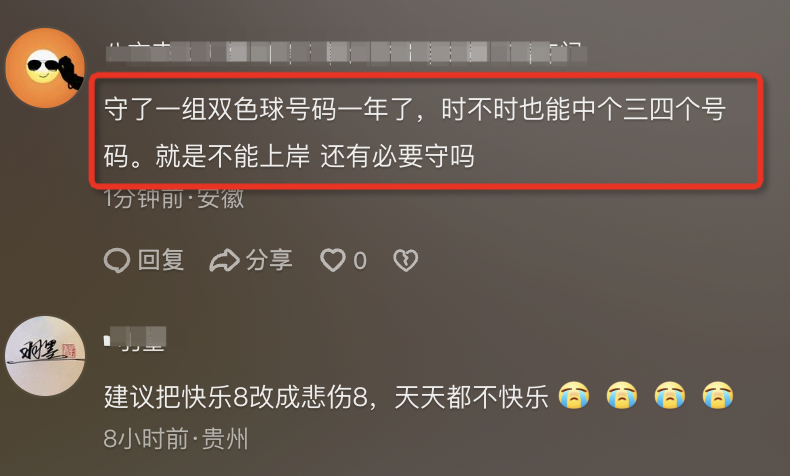 守了一组双色球号码一年了，时不时也能中个三四个号
码。就是不能上岸 还有必要守吗
1分钟前·安徽
回复 分享 0
建议把快乐8改成悲伤8，天天都不快乐😭😭😭😭
8小时前·贵州